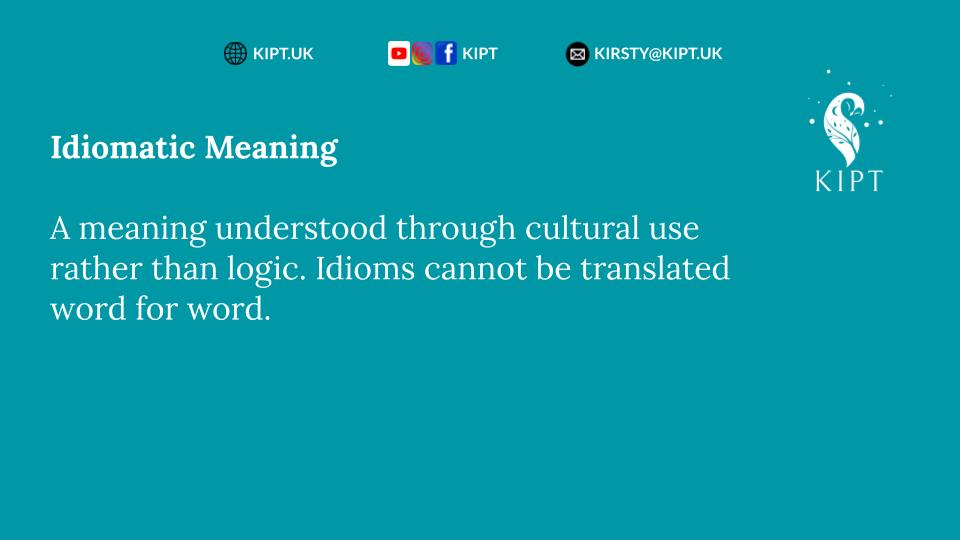 KIPT.UK
KIPT
KIRSTY@KIPT.UK
KIPT
Idiomatic Meaning
A meaning understood through cultural use
rather than logic. Idioms cannot be translated
word for word.